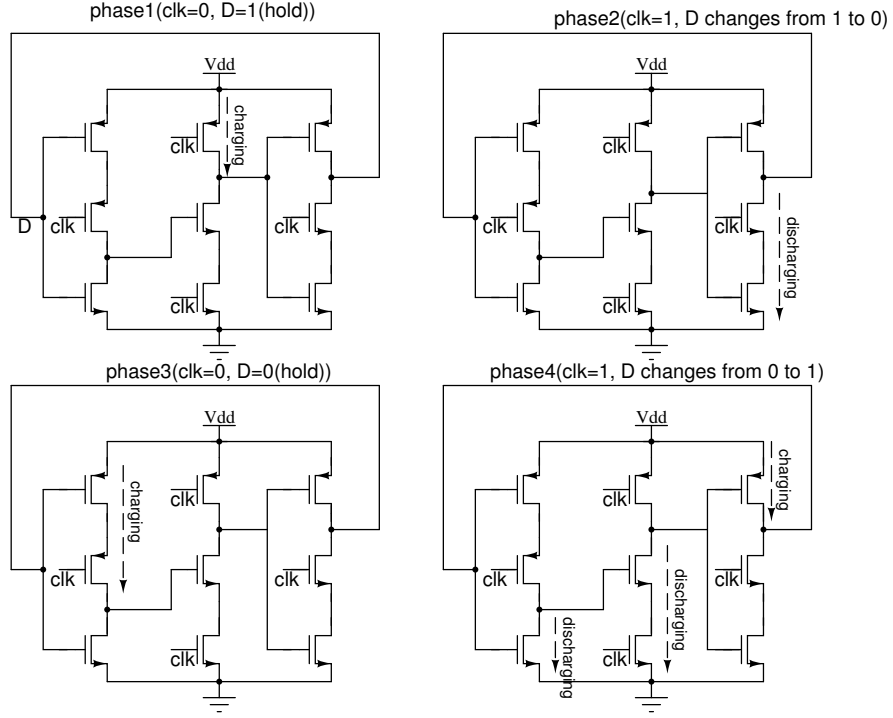 phase1(clk=0, D=1(hold))
Vdd
charging
clk
D
clk
clk
clk
phase2(clk=1, D changes from 1 to 0)
Vdd
clk
clk
clk
discharging
clk
phase3(clk=0, D=0(hold))
Vdd
charging
clk
clk
clk
clk
phase4(clk=1, D changes from 0 to 1)
Vdd
charging
clk
clk
clk
discharging
discharging
clk